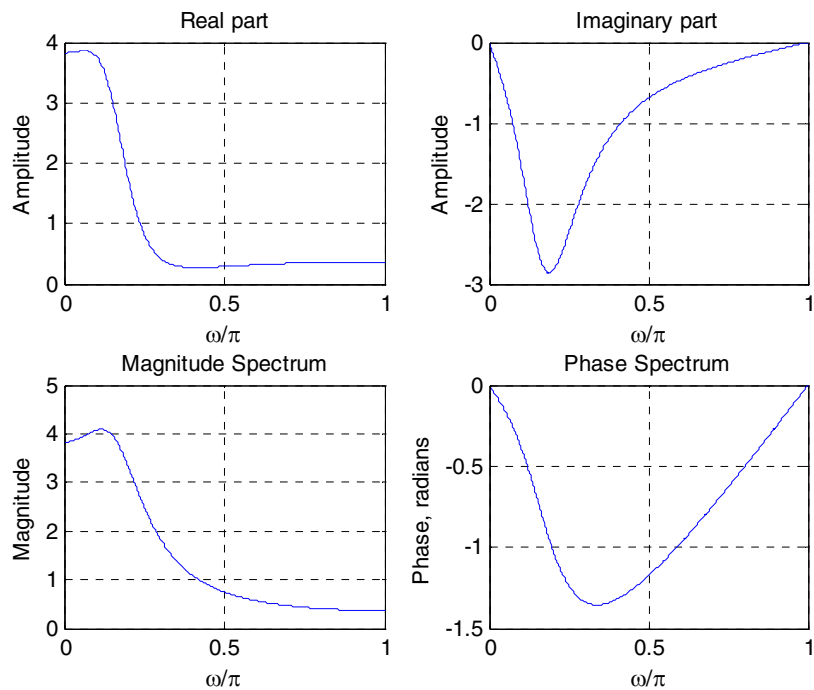 Real part
Amplitude
4
3
2
1
0
0
0.5
1
ω/π
Imaginary part
Amplitude
0
-1
-2
-3
0
0.5
1
ω/π
Magnitude Spectrum
Magnitude
5
4
3
2
1
0
0
0.5
1
ω/π
Phase Spectrum
Phase, radians
0
-0.5
-1
-1.5
0
0.5
1
ω/π